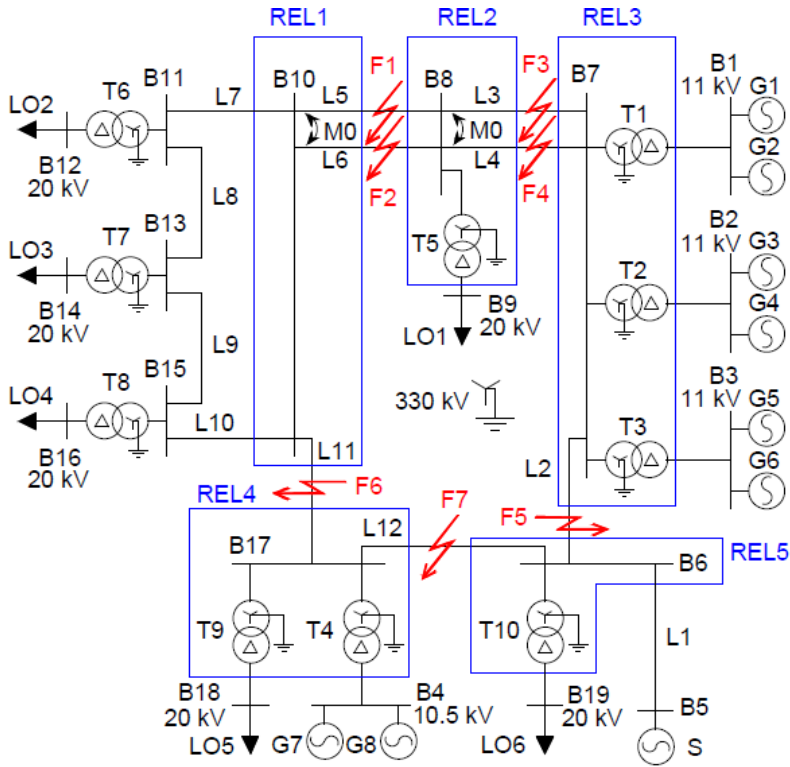 REL1
REL2
REL3
B11
T6
LO2
B12
20 kV
L7
B10
L5
F1
M0
L6
F2
B8
L3
F3
M0
L4
F4
B7
T1
B1
11 kV
G1
G2
L8
B13
T7
LO3
B14
20 kV
T5
B9
20 kV
LO1
T2
B2
11 kV
G3
G4
L9
B15
T8
LO4
B16
20 kV
L10
L11
330 kV
L2
T3
B3
11 kV
G5
G6
REL4
F6
F7
F5
REL5
B17
L12
B6
T9
T4
T10
L1
B18
20 kV
LO5
B4
10.5 kV
G7
G8
B19
20 kV
LO6
B5
S